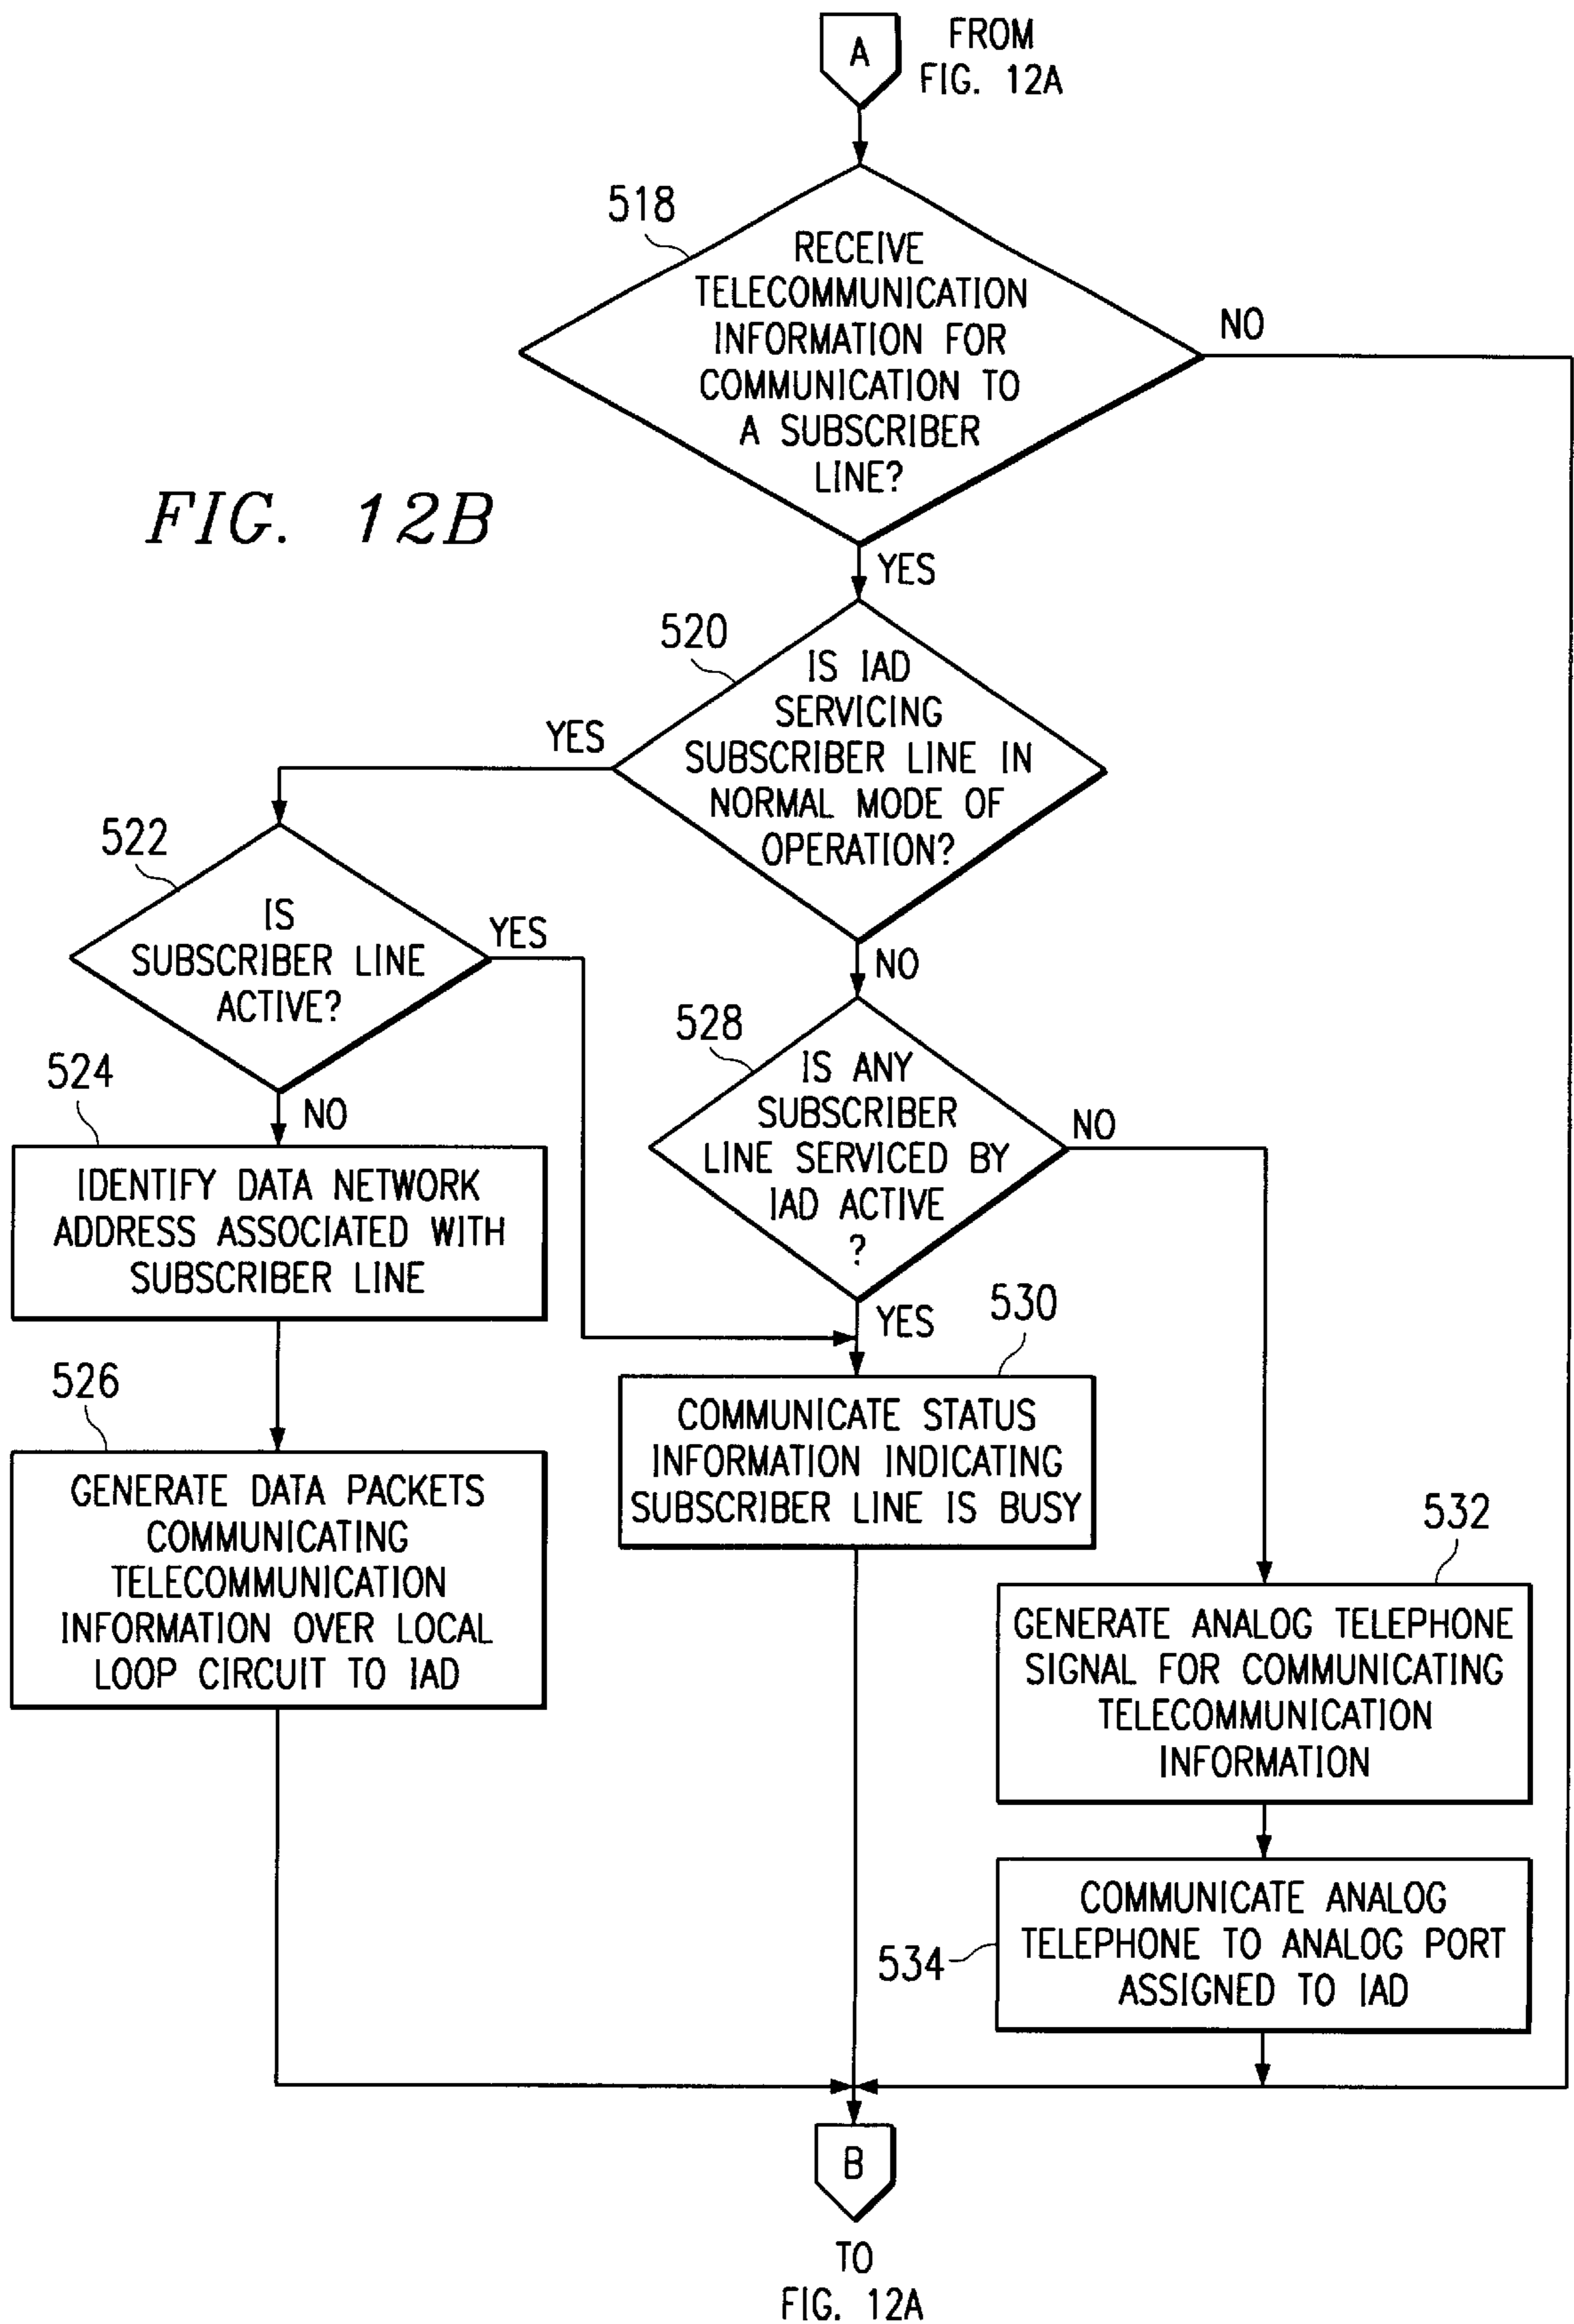 A
FROM
FIG. 12A
518
RECEIVE
TELECOMMUNICATION
INFORMATION FOR
COMMUNICATION TO
A SUBSCRIBER
LINE?
NO
FIG. 12B
YES
520
IS IAD
SERVICING
SUBSCRIBER LINE IN
NORMAL MODE OF
OPERATION?
YES
522
IS
SUBSCRIBER LINE
ACTIVE?
YES
NO
NO
528
IS ANY
SUBSCRIBER
LINE SERVICED BY
IAD ACTIVE
?
NO
YES
524
IDENTIFY DATA NETWORK
ADDRESS ASSOCIATED WITH
SUBSCRIBER LINE
530
COMMUNICATE STATUS
INFORMATION INDICATING
SUBSCRIBER LINE IS BUSY
526
GENERATE DATA PACKETS
COMMUNICATING
TELECOMMUNICATION
INFORMATION OVER LOCAL
LOOP CIRCUIT TO IAD
532
GENERATE ANALOG TELEPHONE
SIGNAL FOR COMMUNICATING
TELECOMMUNICATION
INFORMATION
534
COMMUNICATE ANALOG
TELEPHONE TO ANALOG PORT
ASSIGNED TO IAD
B
TO
FIG. 12A